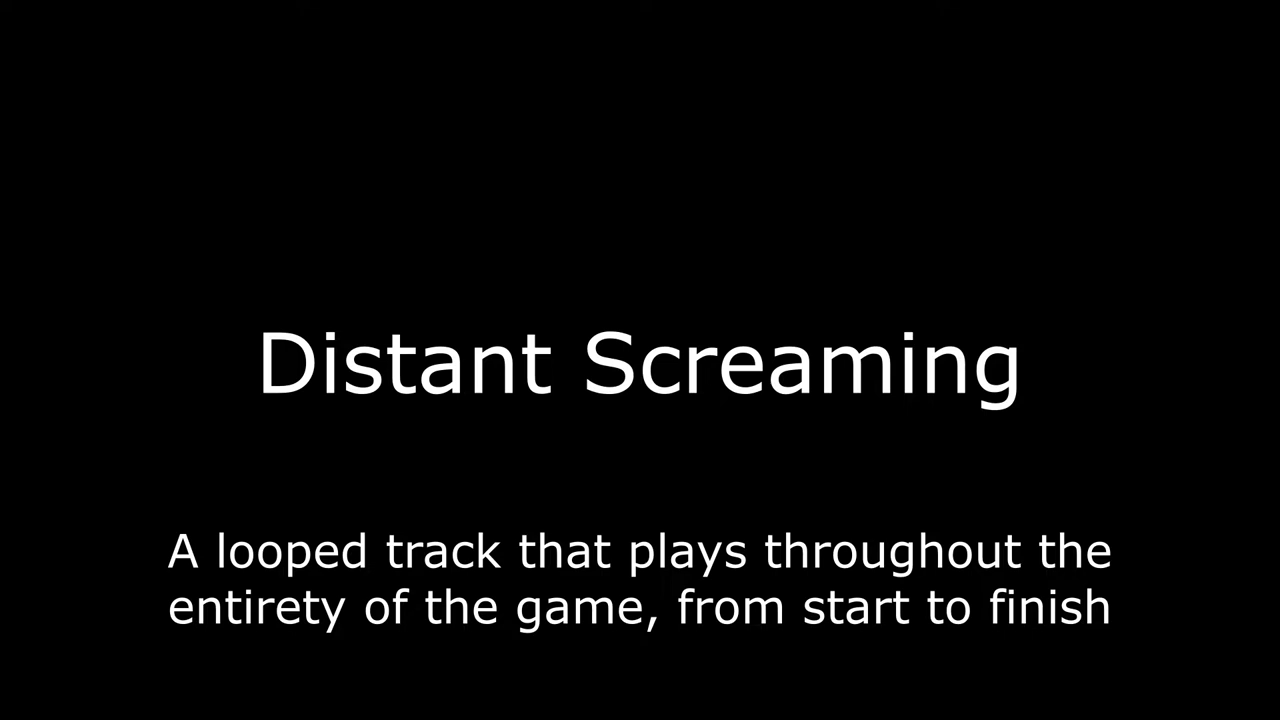 Distant Screaming
A looped track that plays throughout the
entirety of the game, from start to finish